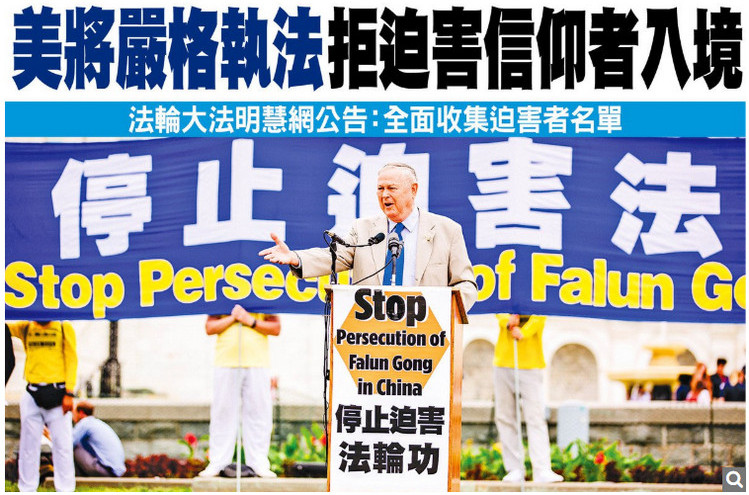 美將嚴格執法拒迫害信仰者入境
法輪大法明慧網公告：全面收集迫害者名單
停止迫害法
Stop Persecution of Falun Go
Stop
Persecution of
Falun Gong
in China
停止迫害
法輪功